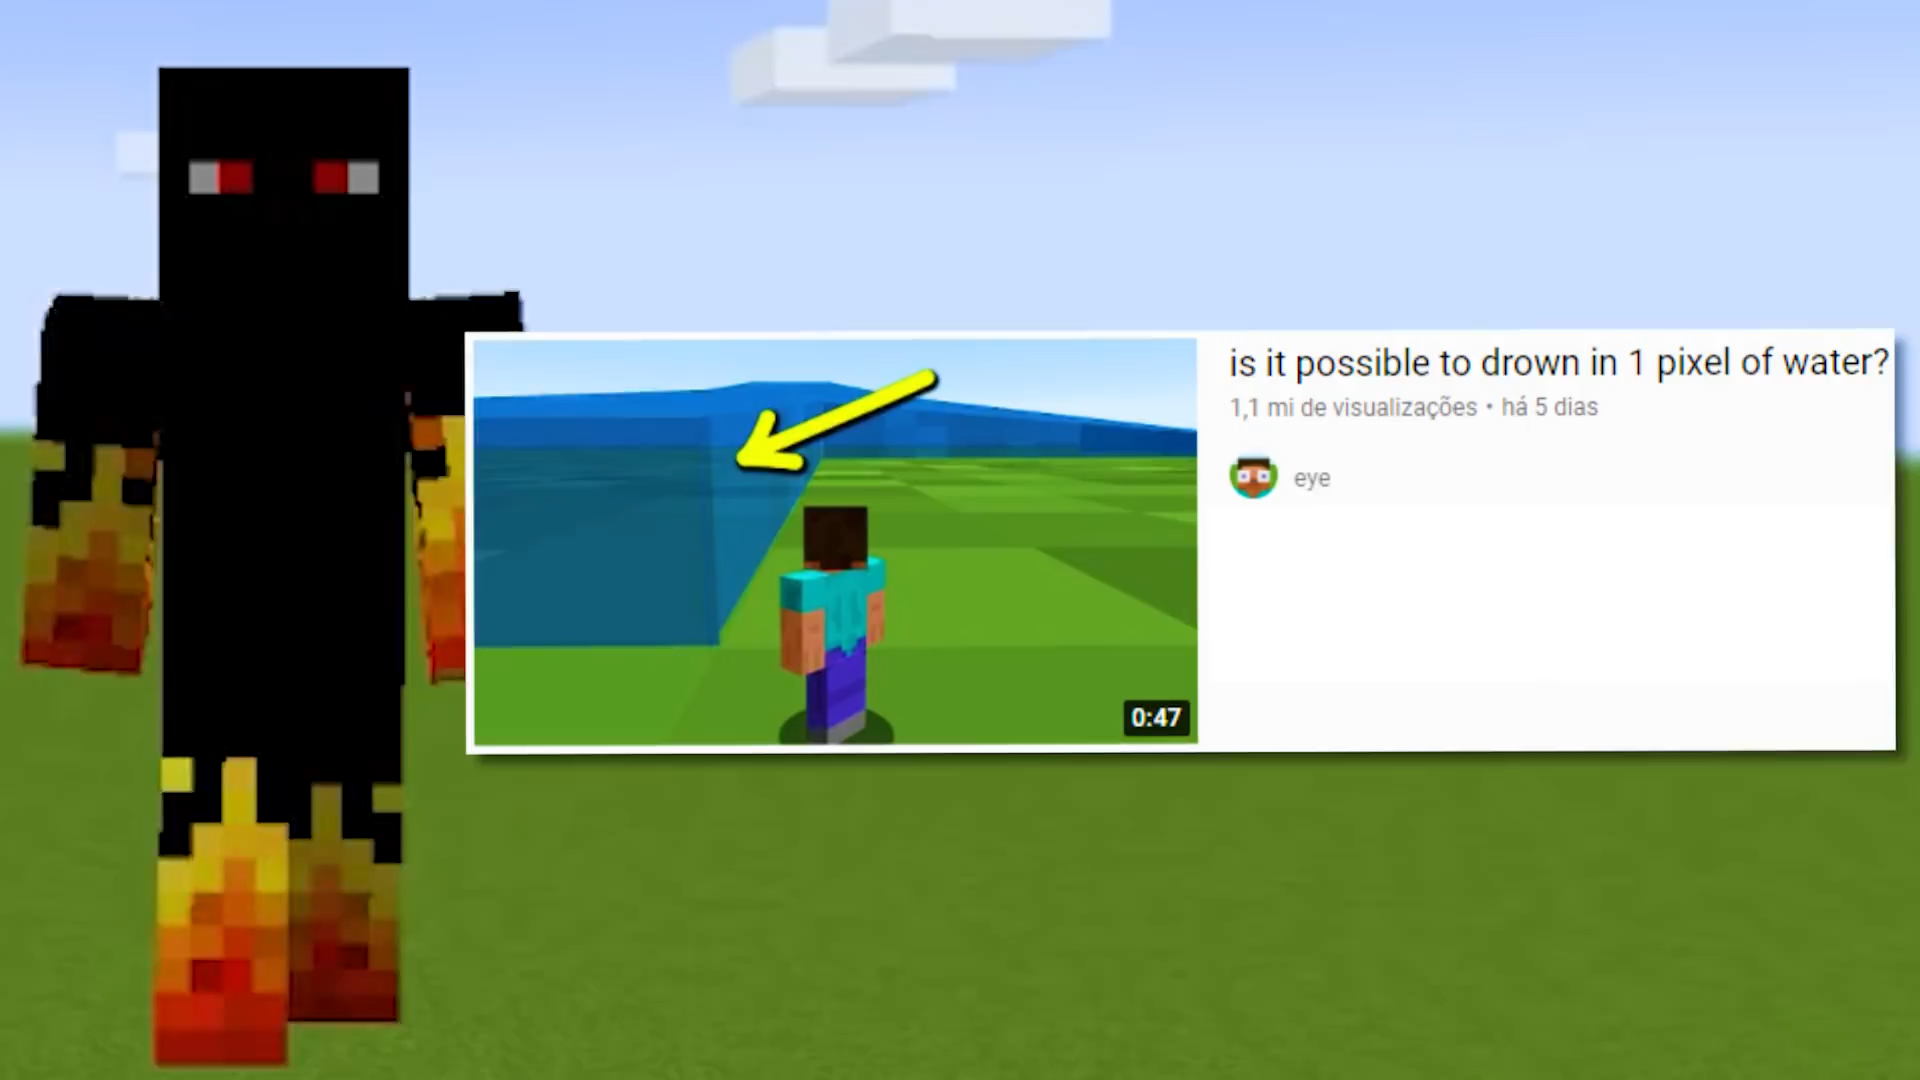 is it possible to drown in 1 pixel of water?
1,1 mi de visualizações • há 5 dias
eye
0:47